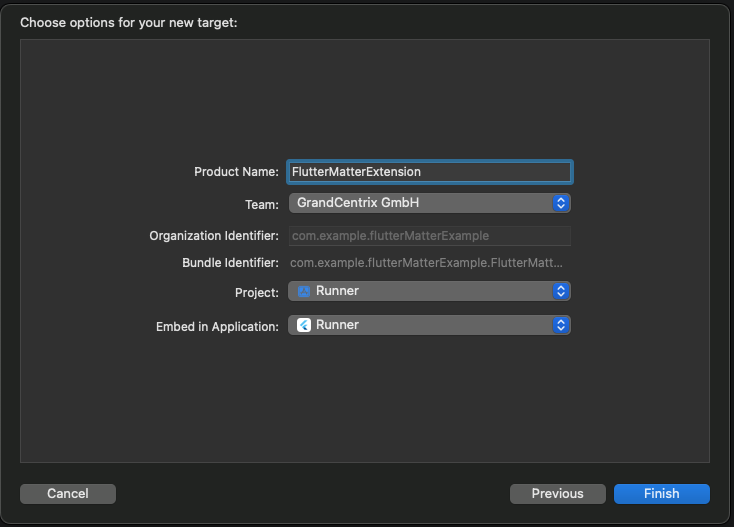 Choose options for your new target:
Product Name: FlutterMatterExtension
Team: GrandCentrix GmbH
Organization Identifier: com.example.flutterMatterExample
Bundle Identifier: com.example.flutterMatterExample.FlutterMatt...
Project: Runner
Embed in Application: Runner
Cancel Previous Finish